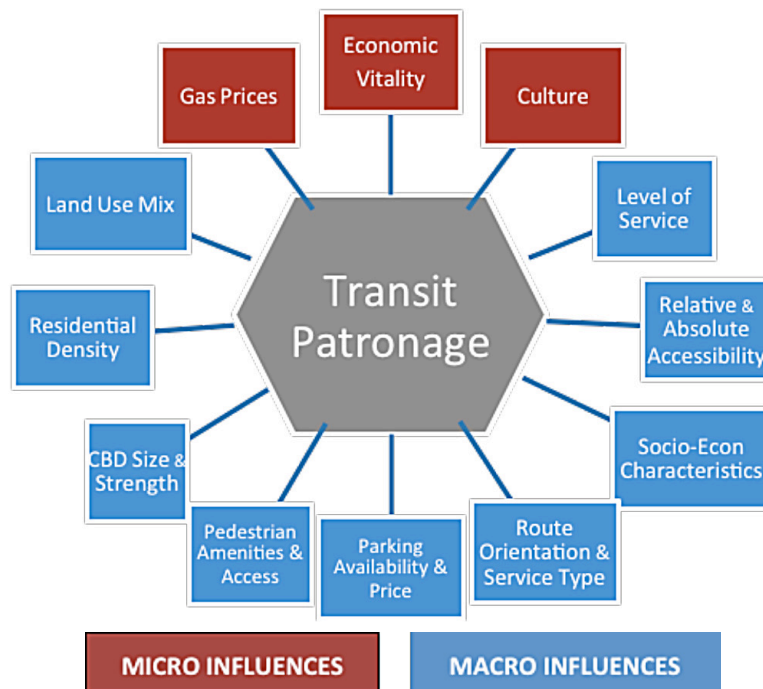 Economic
Vitality
Gas Prices
Culture
Land Use Mix
Level of
Service
Transit
Patronage
Residential
Density
Relative &
Absolute
Accessibility
CBD Size &
Strength
Socio-Econ
Characteristics
Pedestrian
Amenities &
Access
Parking
Availability &
Price
Route
Orientation &
Service Type
MICRO INFLUENCES
MACRO INFLUENCES